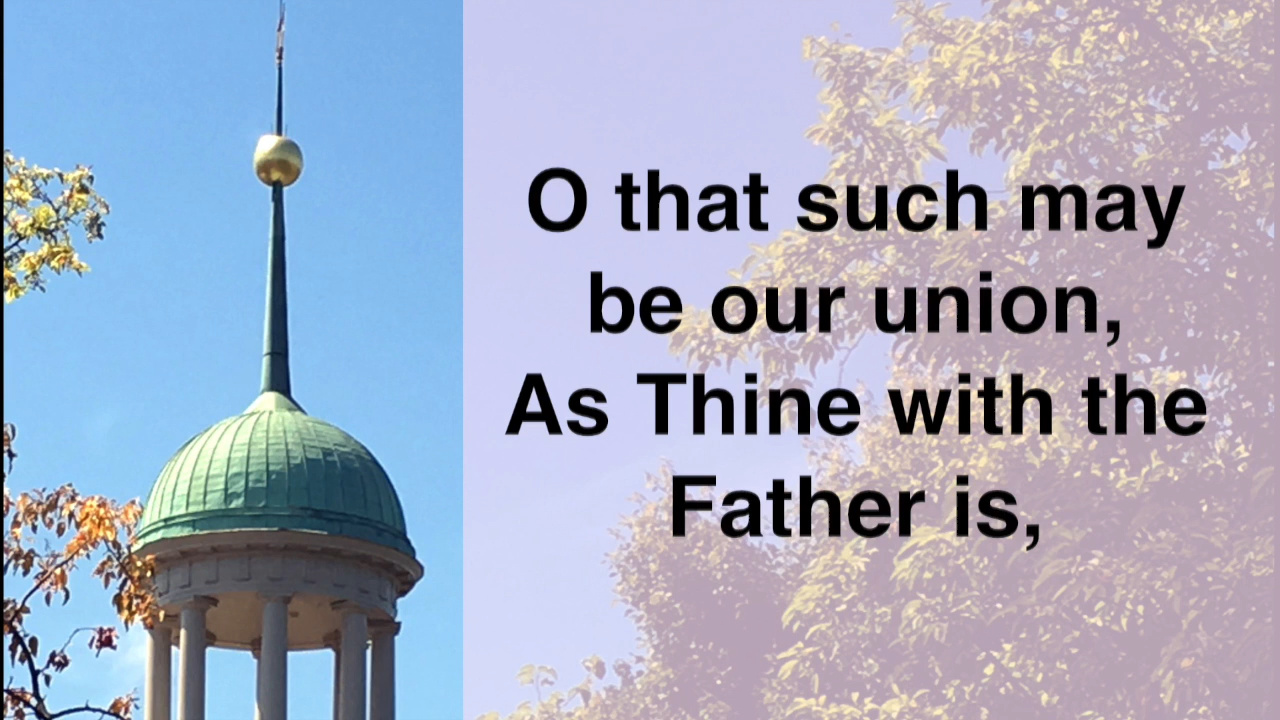 O that such may
be our union,
As Thine with the
Father is,